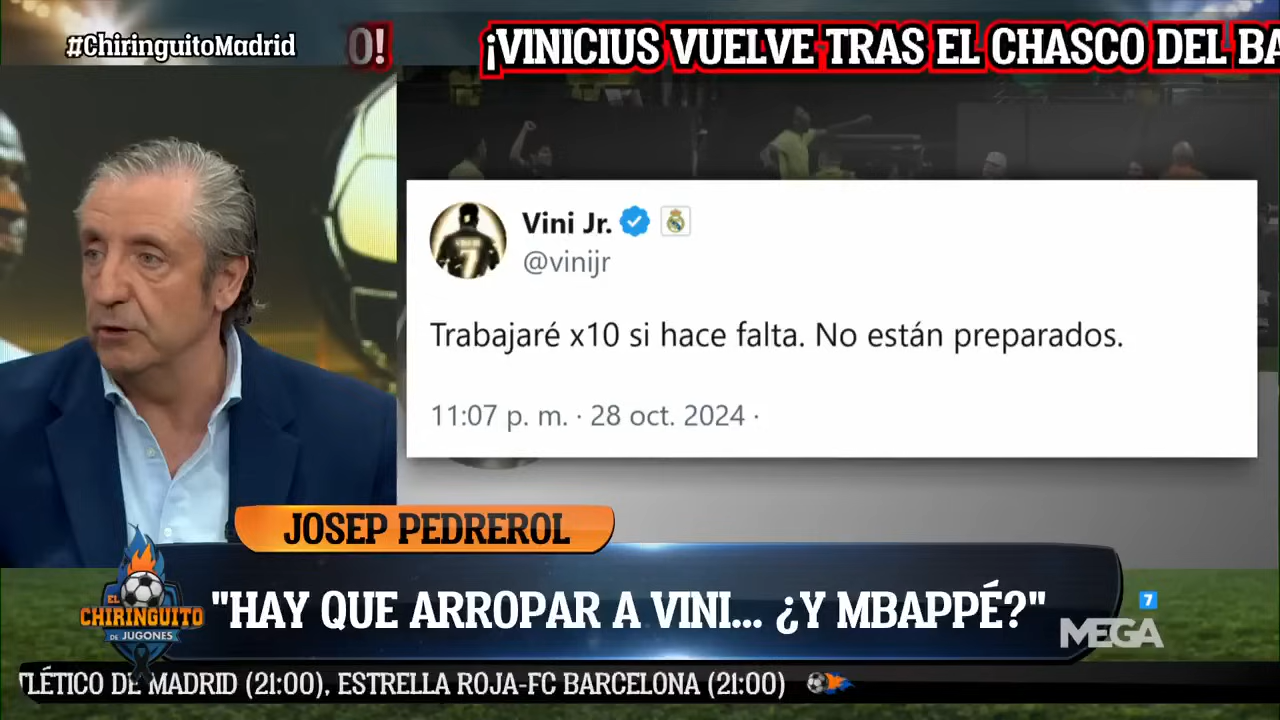 #ChiringuitoMadrid
0!
¡VINICIUS VUELVE TRAS EL CHASCO DEL BA
Vini Jr.
@vinijr
Trabajaré x10 si hace falta. No están preparados.
11:07 p. m. · 28 oct. 2024 ·
JOSEP PEDREROL
"HAY QUE ARROPAR A VINI... ¿Y MBAPPÉ?"
EL
CHIRINGUITO
DE JUGONES
7
MEGA
TLÉTICO DE MADRID (21:00), ESTRELLA ROJA-FC BARCELONA (21:00)